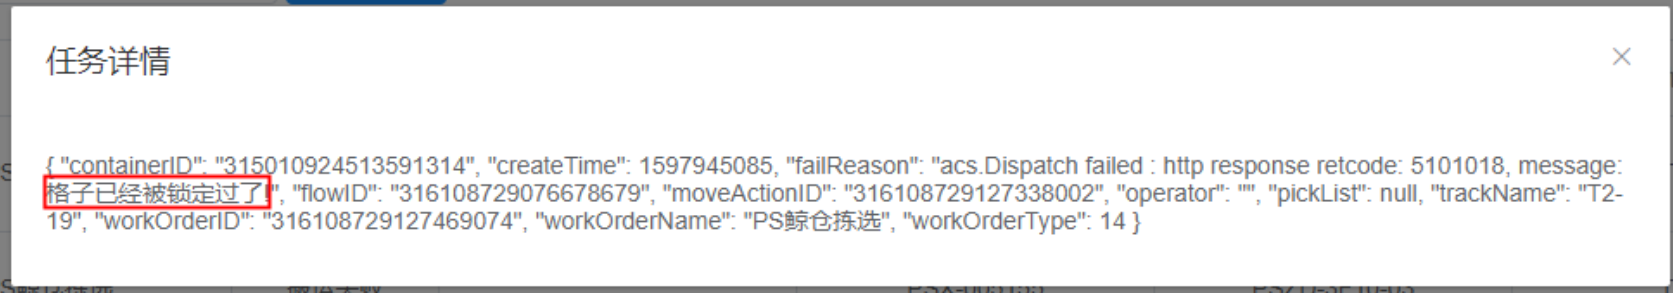 任务详情
{ "containerID": "315010924513591314", "createTime": 1597945085, "failReason": "acs.Dispatch failed : http response retcode: 5101018, message:
格子已经被锁定过了!", "flowID": "316108729076678679", "moveActionID": "316108729127338002", "operator": "", "pickList": null, "trackName": "T2-
19", "workOrderID": "316108729127469074", "workOrderName": "PS鲸仓拣选", "workOrderType": 14 }